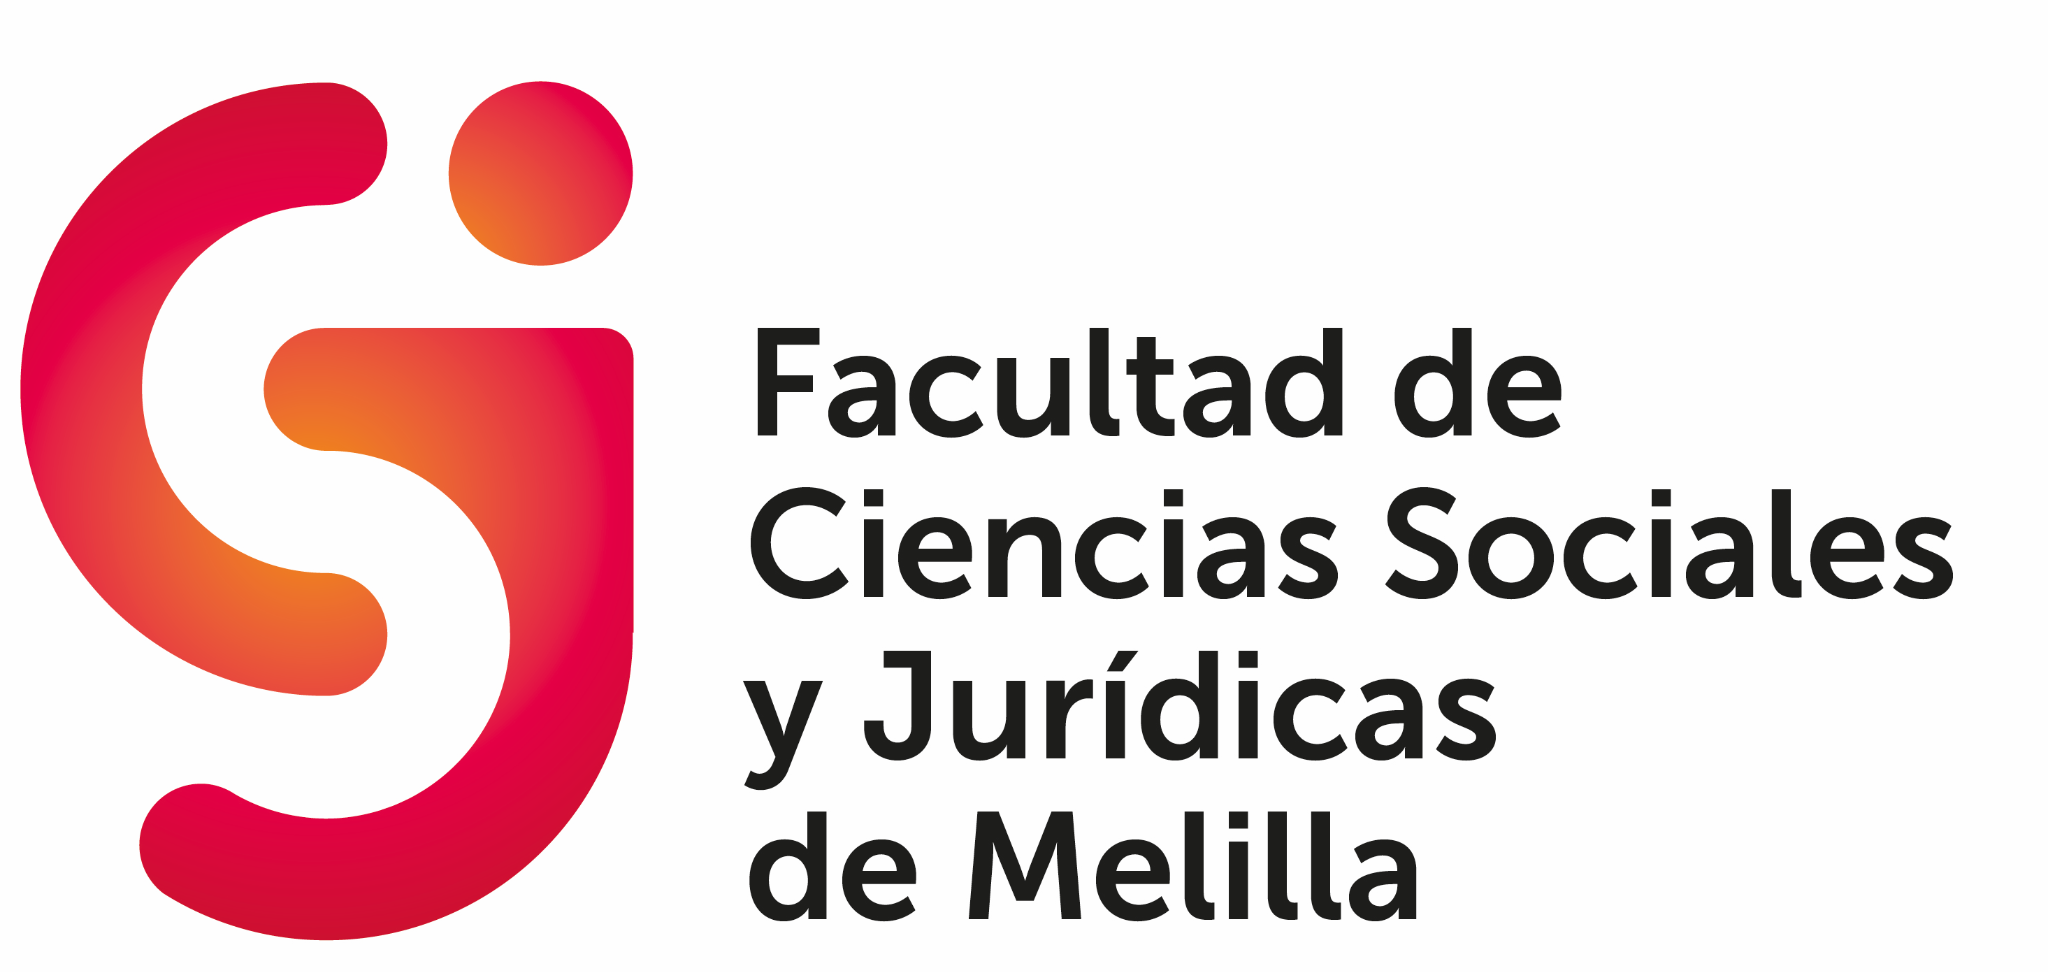 Facultad de
Ciencias Sociales
y Jurídicas
de Melilla